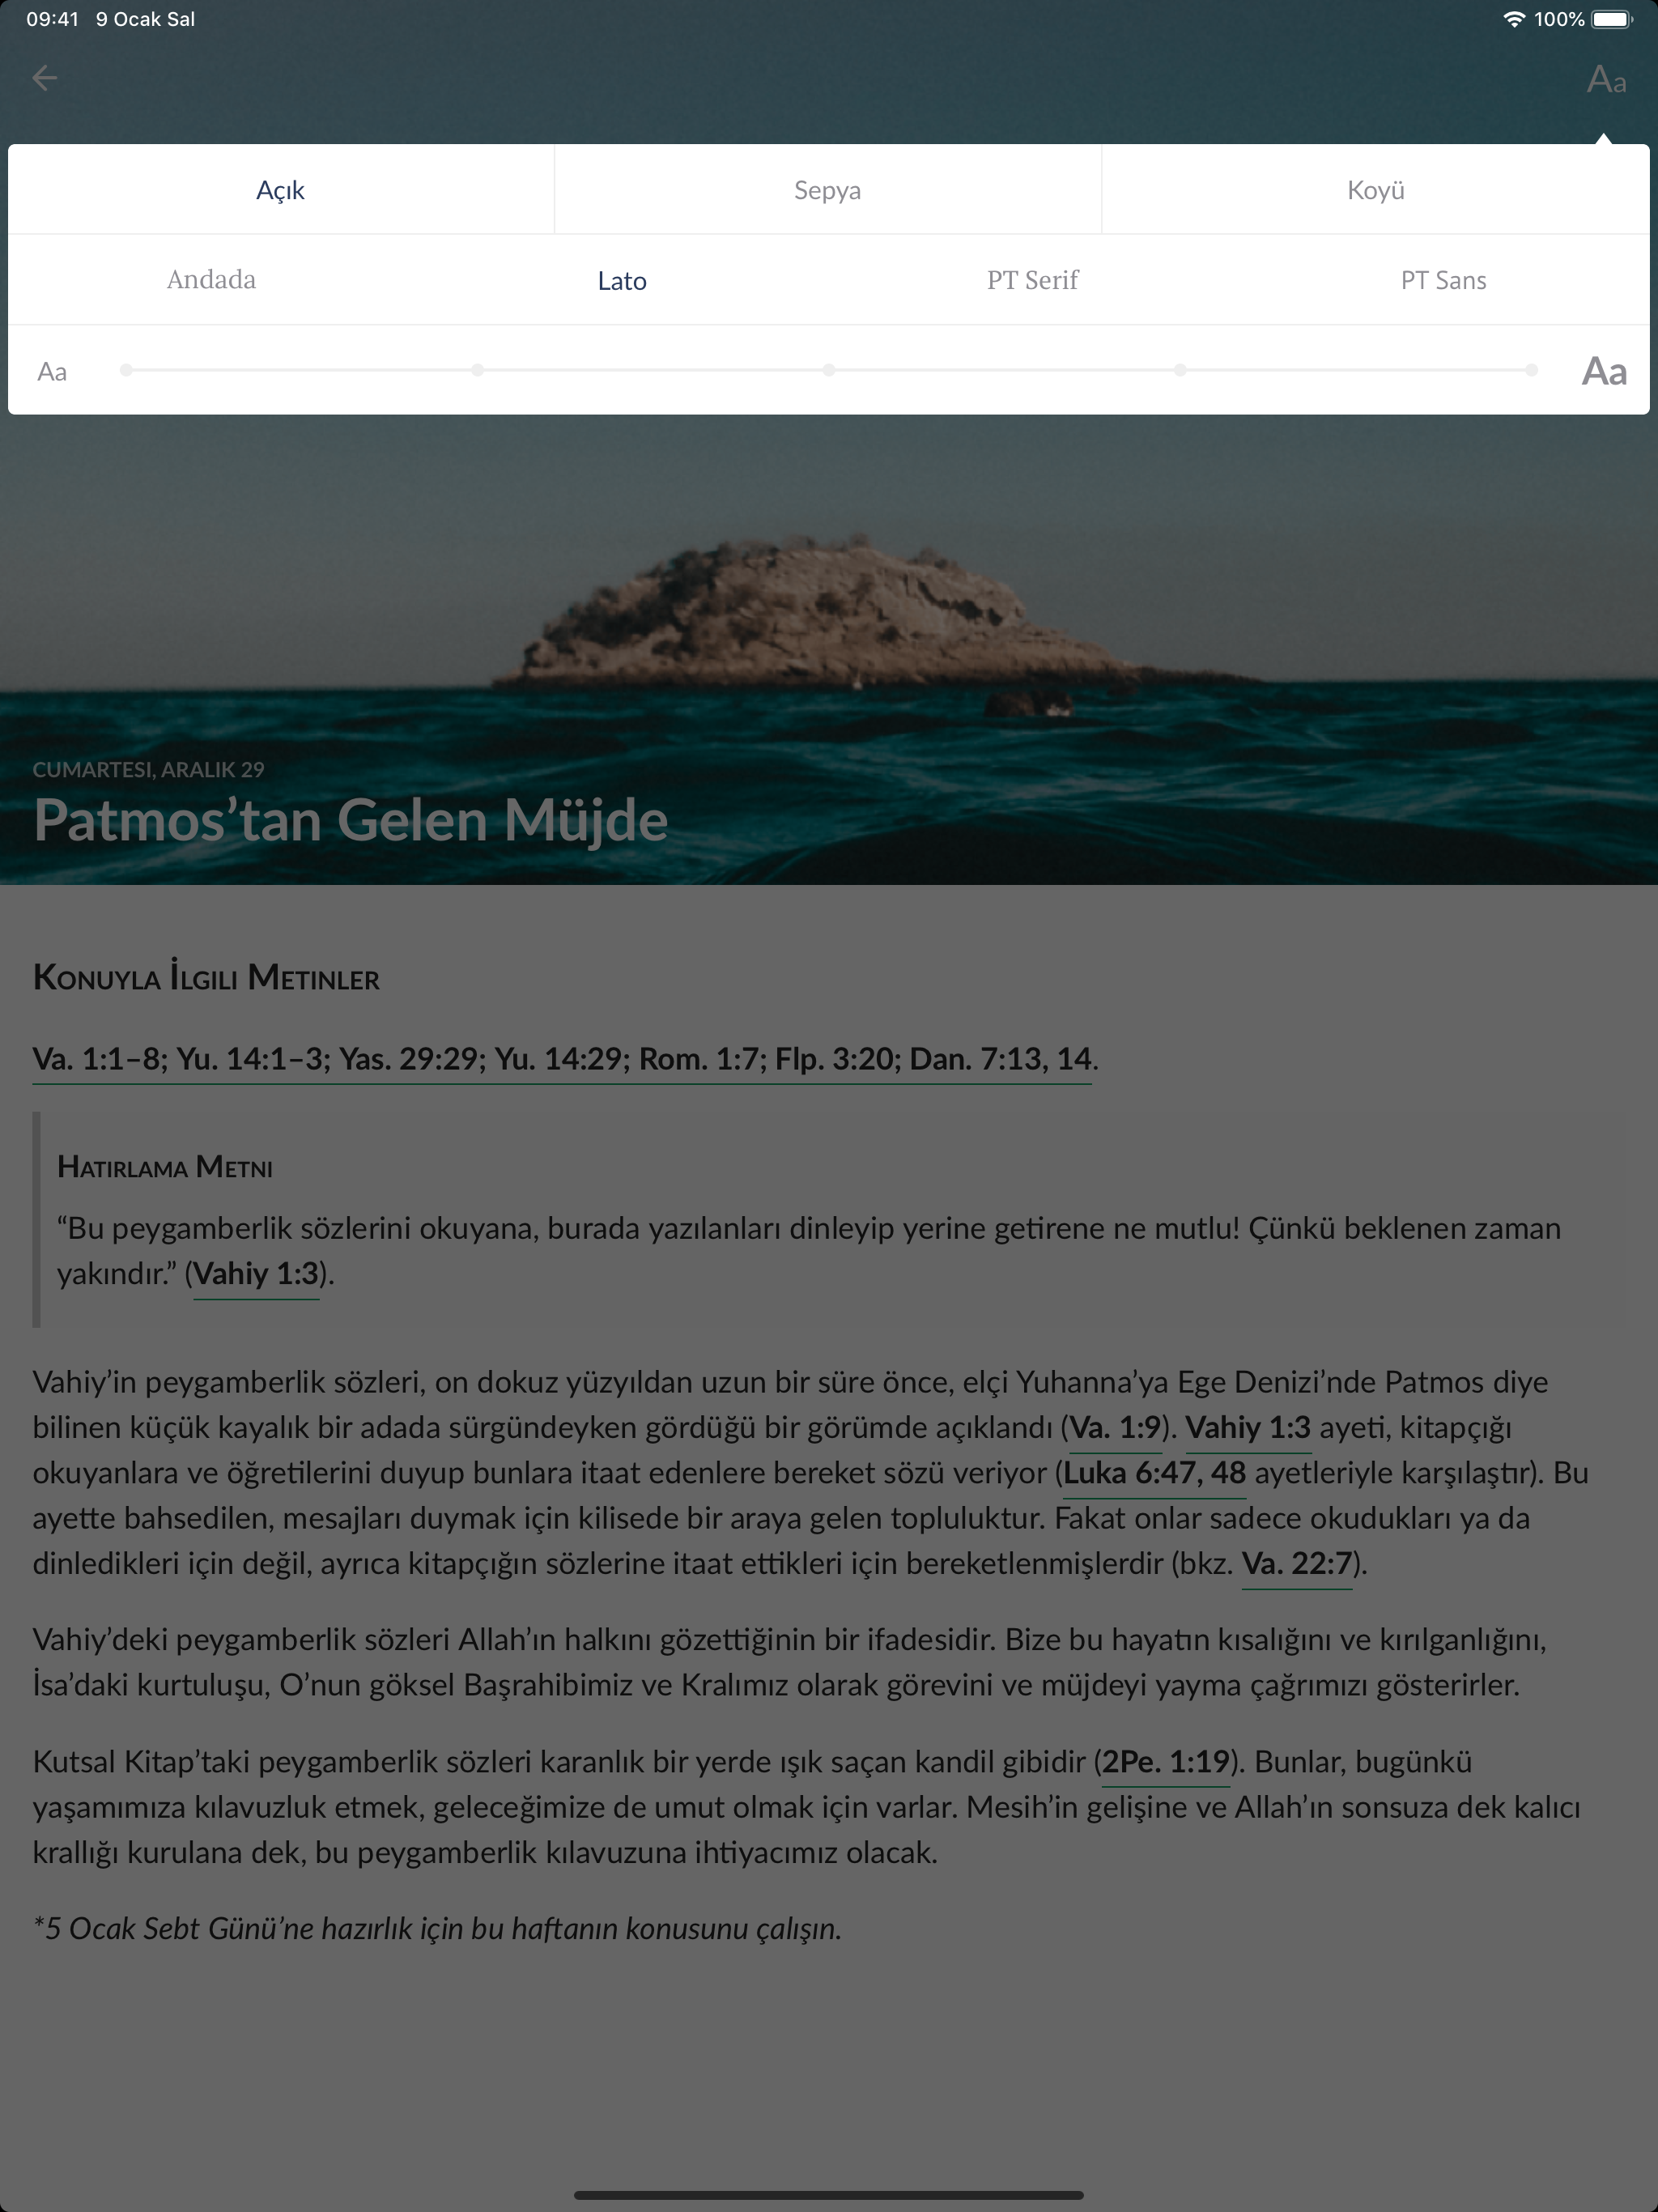 09:41 9 Ocak Sal 100%
Aa
Açık Sepya Koyü
Andada Lato PT Serif PT Sans
Aa Aa
CUMARTESI, ARALIK 29
Patmos’tan Gelen Müjde
Konuyla İlgili Metinler
Va. 1:1–8; Yu. 14:1–3; Yas. 29:29; Yu. 14:29; Rom. 1:7; Flp. 3:20; Dan. 7:13, 14.
Hatırlama Metni
“Bu peygamberlik sözlerini okuyana, burada yazılanları dinleyip yerine getirene ne mutlu! Çünkü beklenen zaman
yakındır.” (Vahiy 1:3).
Vahiy’in peygamberlik sözleri, on dokuz yüzyıldan uzun bir süre önce, elçi Yuhanna’ya Ege Denizi’nde Patmos diye
bilinen küçük kayalık bir adada sürgündeyken gördüğü bir görümde açıklandı (Va. 1:9). Vahiy 1:3 ayeti, kitapçığı
okuyanlara ve öğretilerini duyup bunlara itaat edenlere bereket sözü veriyor (Luka 6:47, 48 ayetleriyle karşılaştır). Bu
ayette bahsedilen, mesajları duymak için kilisede bir araya gelen topluluktur. Fakat onlar sadece okudukları ya da
dinledikleri için değil, ayrıca kitapçığın sözlerine itaat ettikleri için bereketlenmişlerdir (bkz. Va. 22:7).
Vahiy’deki peygamberlik sözleri Allah’ın halkını gözettiğinin bir ifadesidir. Bize bu hayatın kısalığını ve kırılganlığını,
İsa’daki kurtuluşu, O’nun göksel Başrahibimiz ve Kralımız olarak görevini ve müjdeyi yayma çağrımızı gösterirler.
Kutsal Kitap’taki peygamberlik sözleri karanlık bir yerde ışık saçan kandil gibidir (2Pe. 1:19). Bunlar, bugünkü
yaşamımıza kılavuzluk etmek, geleceğimize de umut olmak için varlar. Mesih’in gelişine ve Allah’ın sonsuza dek kalıcı
krallığı kurulana dek, bu peygamberlik kılavuzuna ihtiyacımız olacak.
*5 Ocak Sebt Günü’ne hazırlık için bu haftanın konusunu çalışın.